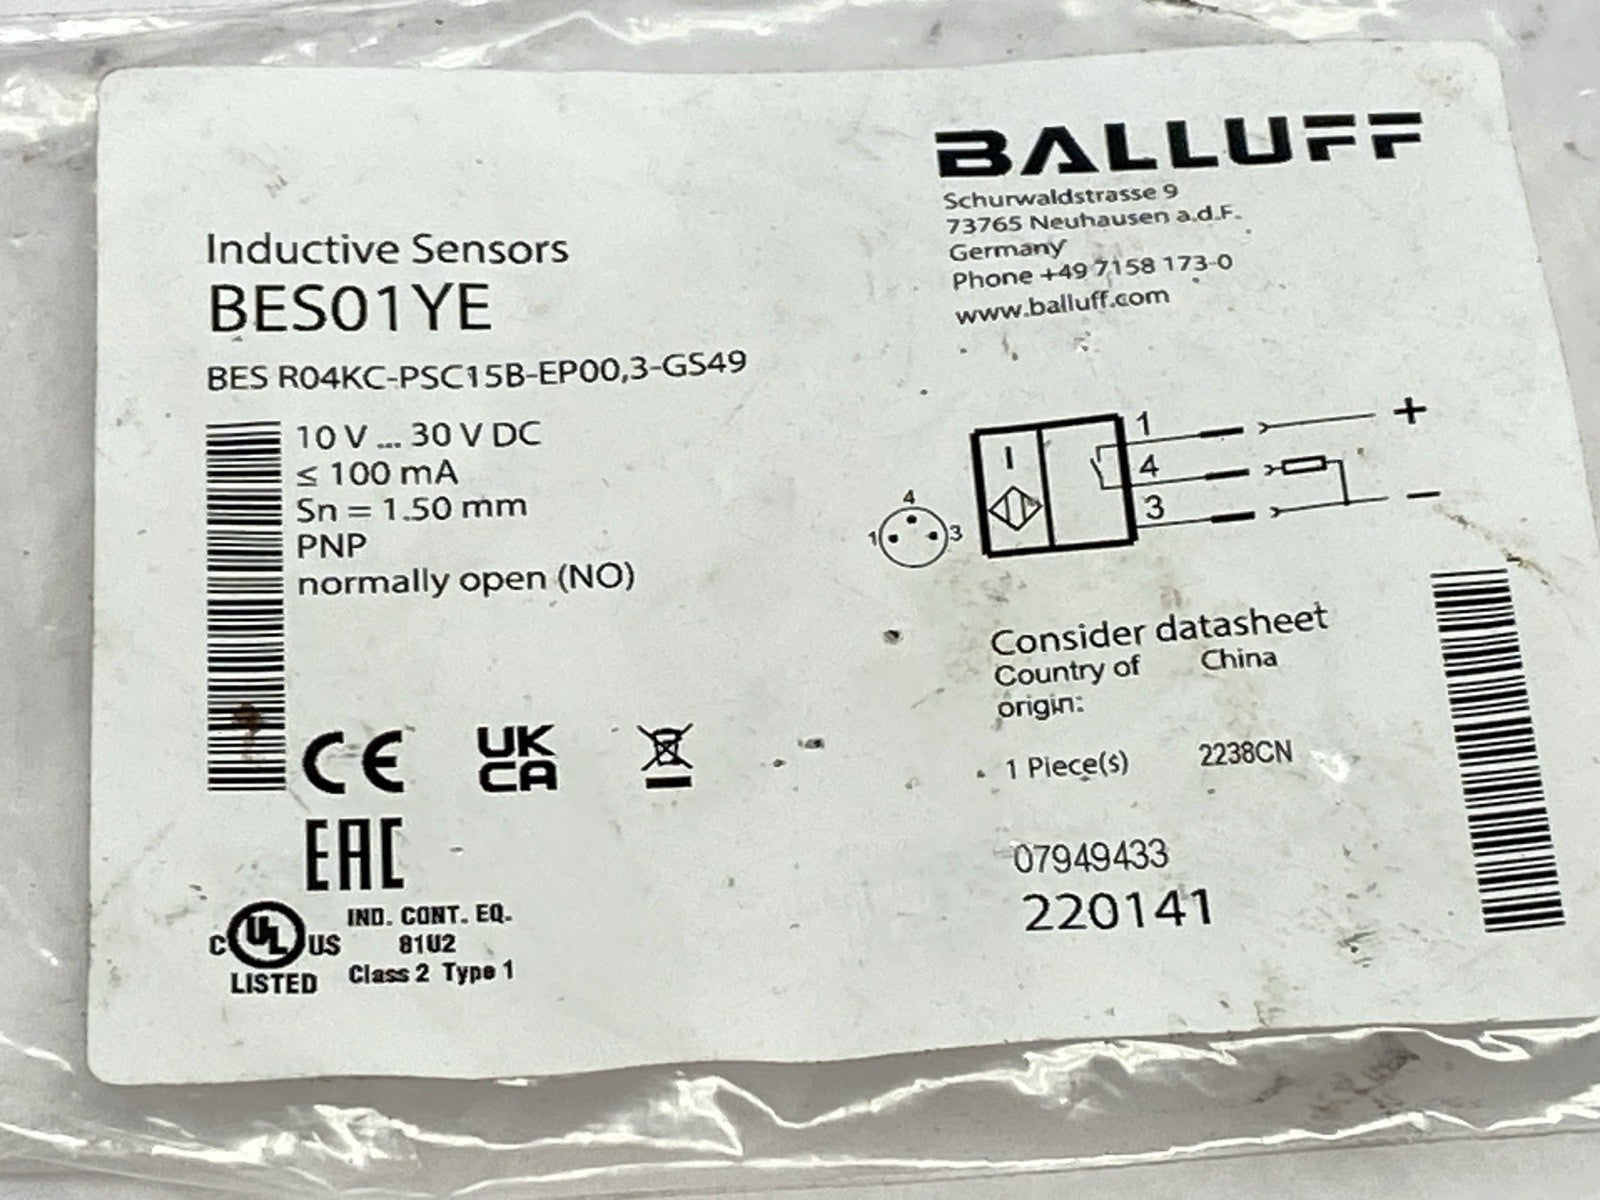 BALLUFF
Schurwaldstrasse 9
73765 Neuhausen a.d.F.
Germany
Phone +49 7158 173-0
www.balluff.com
Inductive Sensors
BES01YE
BES R04KC-PSC15B-EP00,3-GS49
10 V ... 30 V DC
≤ 100 mA
Sn = 1.50 mm
PNP
normally open (NO)
4
1 3
1 +
4
3 −
Consider datasheet
Country of China
origin:
1 Piece(s) 2238CN
07949433
220141
CE UK
CA
EAC
C UL US IND. CONT. EQ.
81U2
LISTED Class 2 Type 1